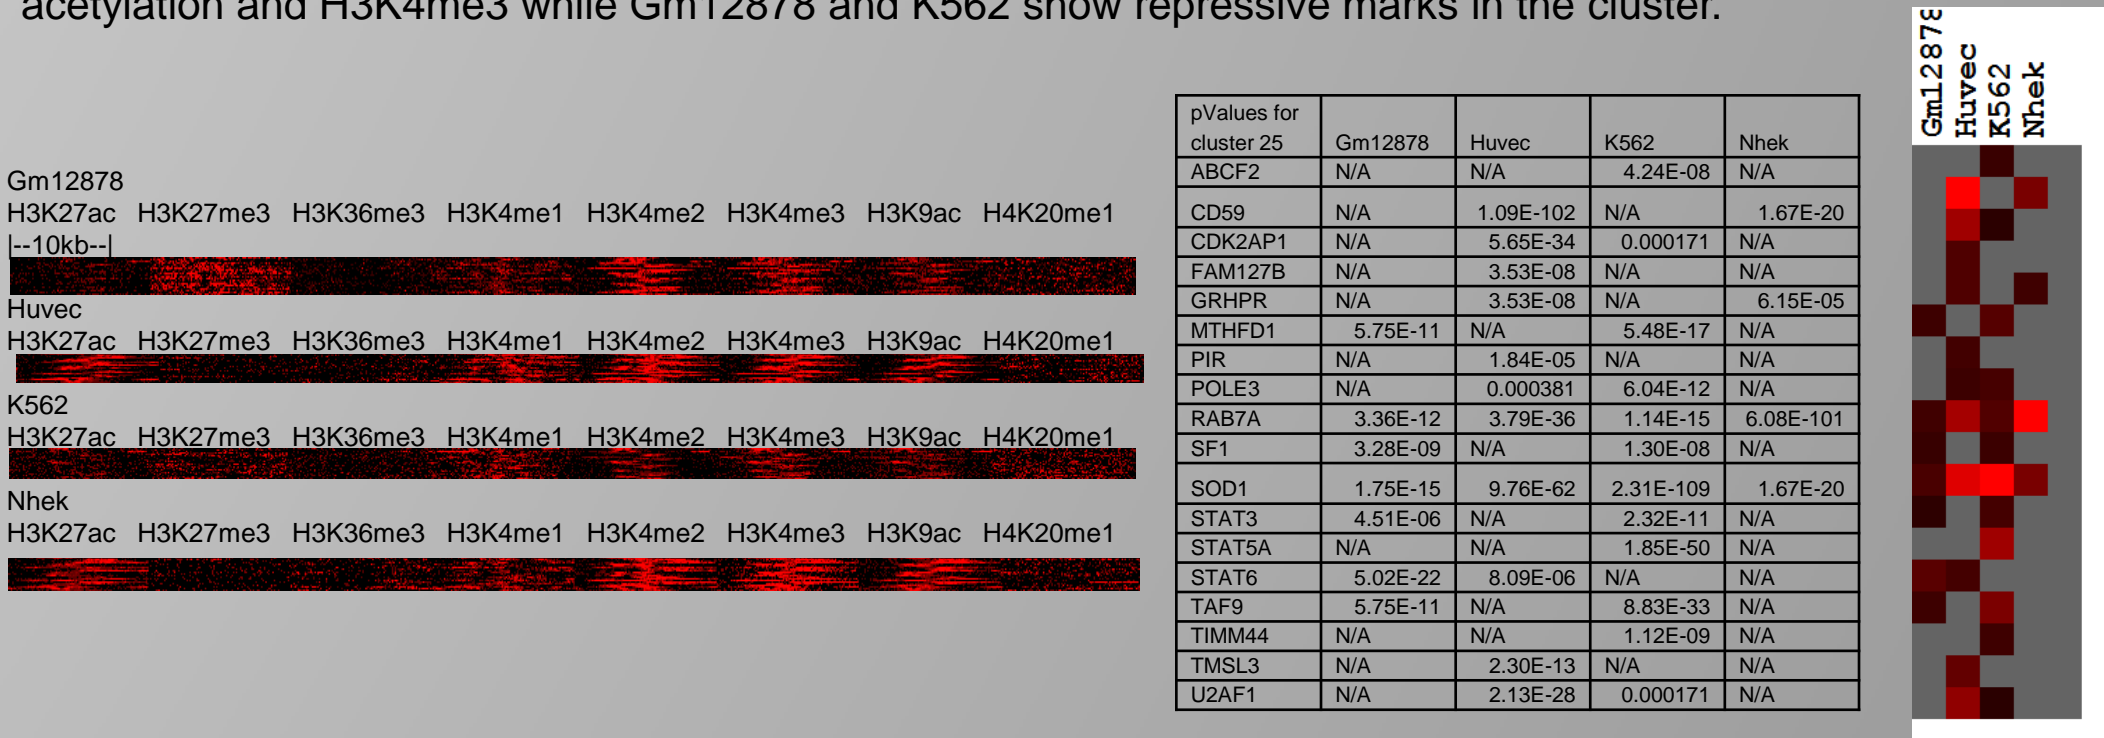 acetylation and H3K4me3 while Gm12878 and K562 show repressive marks in the cluster.
Gm12878
H3K27ac H3K27me3 H3K36me3 H3K4me1 H3K4me2 H3K4me3 H3K9ac H4K20me1
|--10kb--|
Huvec
H3K27ac H3K27me3 H3K36me3 H3K4me1 H3K4me2 H3K4me3 H3K9ac H4K20me1
K562
H3K27ac H3K27me3 H3K36me3 H3K4me1 H3K4me2 H3K4me3 H3K9ac H4K20me1
Nhek
H3K27ac H3K27me3 H3K36me3 H3K4me1 H3K4me2 H3K4me3 H3K9ac H4K20me1
pValues for
cluster 25 Gm12878 Huvec K562 Nhek
ABCF2 N/A N/A 4.24E-08 N/A
CD59 N/A 1.09E-102 N/A 1.67E-20
CDK2AP1 N/A 5.65E-34 0.000171 N/A
FAM127B N/A 3.53E-08 N/A N/A
GRHPR N/A 3.53E-08 N/A 6.15E-05
MTHFD1 5.75E-11 N/A 5.48E-17 N/A
PIR N/A 1.84E-05 N/A N/A
POLE3 N/A 0.000381 6.04E-12 N/A
RAB7A 3.36E-12 3.79E-36 1.14E-15 6.08E-101
SF1 3.28E-09 N/A 1.30E-08 N/A
SOD1 1.75E-15 9.76E-62 2.31E-109 1.67E-20
STAT3 4.51E-06 N/A 2.32E-11 N/A
STAT5A N/A N/A 1.85E-50 N/A
STAT6 5.02E-22 8.09E-06 N/A N/A
TAF9 5.75E-11 N/A 8.83E-33 N/A
TIMM44 N/A N/A 1.12E-09 N/A
TMSL3 N/A 2.30E-13 N/A N/A
U2AF1 N/A 2.13E-28 0.000171 N/A
Gm12878
Huvec
K562
Nhek